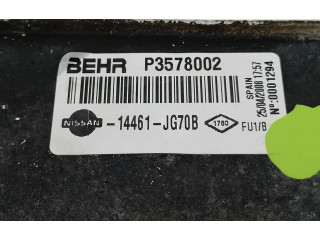 BEHR P3578002
NISSAN -14461-JG70B
1780
FU1/B
SPAIN
25/04/2008 17:57
Nº:0001294